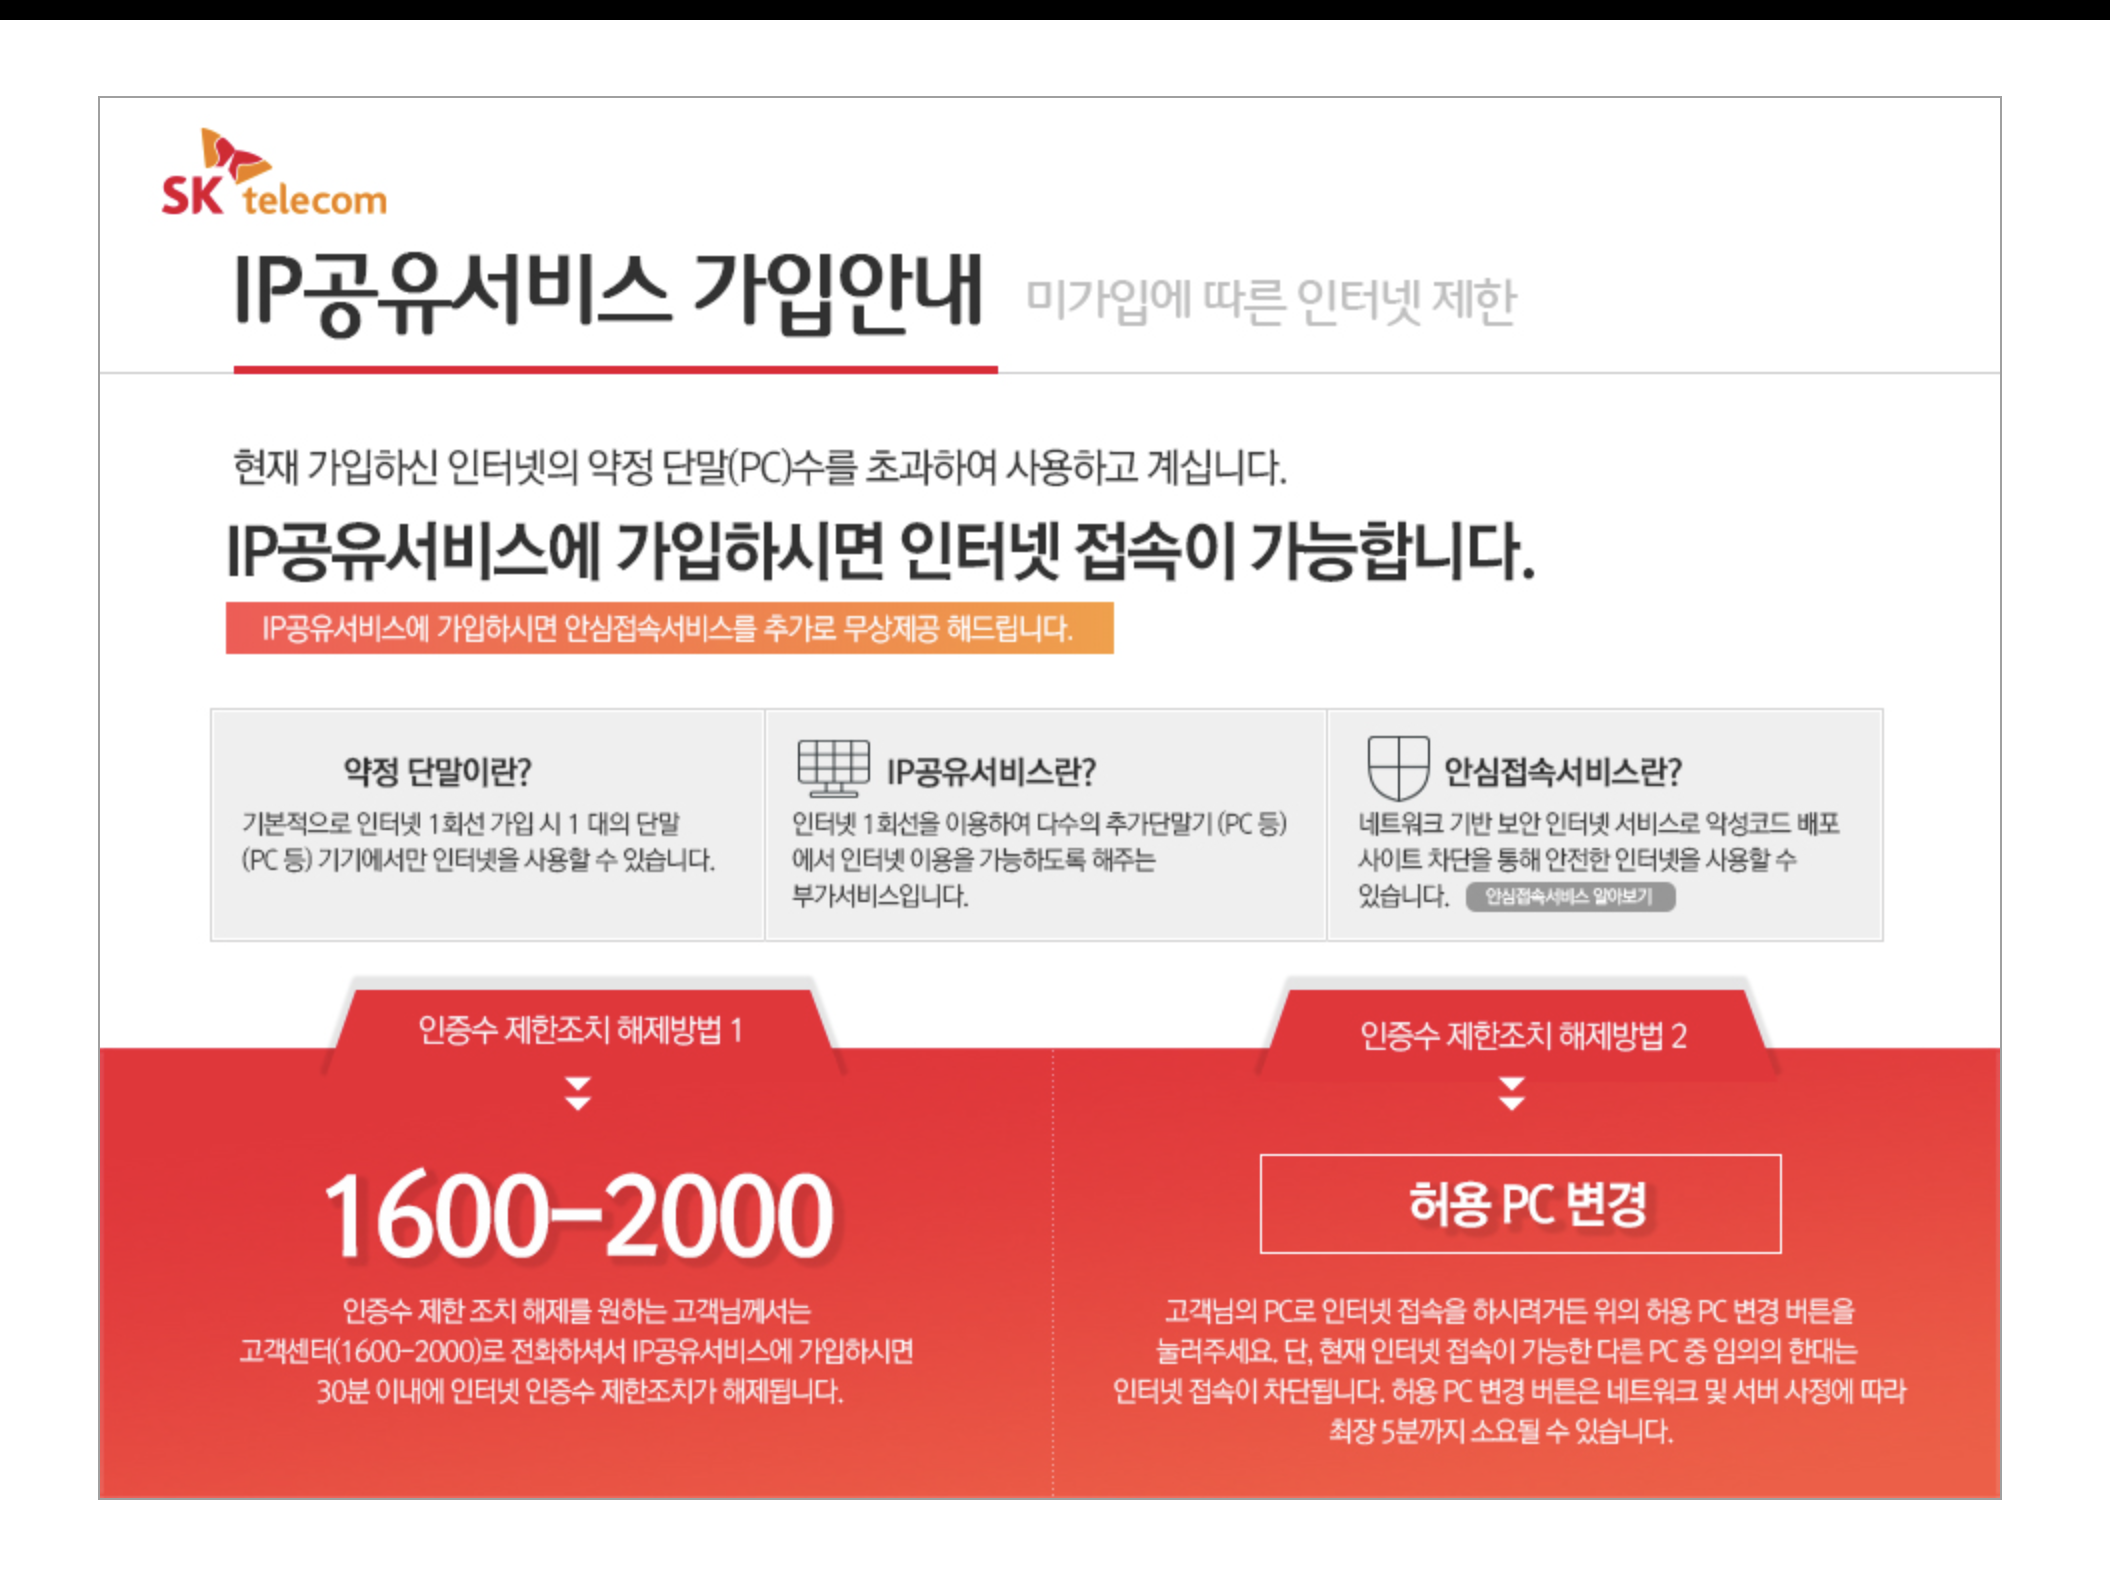 SK telecom
IP공유서비스 가입안내 미가입에 따른 인터넷 제한
현재 가입하신 인터넷의 약정 단말(PC)수를 초과하여 사용하고 계십니다.
IP공유서비스에 가입하시면 인터넷 접속이 가능합니다.
IP공유서비스에 가입하시면 안심접속서비스를 추가로 무상제공 해드립니다.
약정 단말이란?
기본적으로 인터넷 1회선 가입 시 1 대의 단말
(PC 등) 기기에서만 인터넷을 사용할 수 있습니다.
IP공유서비스란?
인터넷 1회선을 이용하여 다수의 추가단말기 (PC 등)
에서 인터넷 이용을 가능하도록 해주는
부가서비스입니다.
안심접속서비스란?
네트워크 기반 보안 인터넷 서비스로 악성코드 배포
사이트 차단을 통해 안전한 인터넷을 사용할 수
있습니다. 안심접속서비스 알아보기
인증수 제한조치 해제방법 1
1600-2000
인증수 제한 조치 해제를 원하는 고객님께서는
고객센터(1600-2000)로 전화하셔서 IP공유서비스에 가입하시면
30분 이내에 인터넷 인증수 제한조치가 해제됩니다.
인증수 제한조치 해제방법 2
허용 PC 변경
고객님의 PC로 인터넷 접속을 하시려거든 위의 허용 PC 변경 버튼을
눌러주세요. 단, 현재 인터넷 접속이 가능한 다른 PC 중 임의의 한대는
인터넷 접속이 차단됩니다. 허용 PC 변경 버튼은 네트워크 및 서버 사정에 따라
최장 5분까지 소요될 수 있습니다.